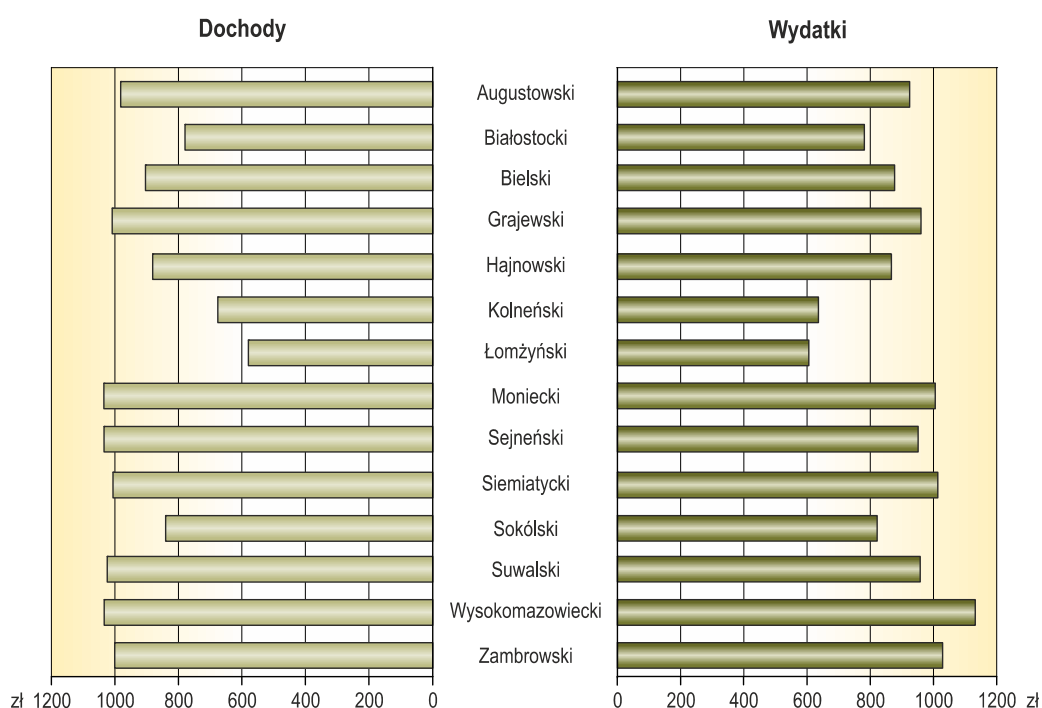 Dochody
Wydatki
Augustowski
Białostocki
Bielski
Grajewski
Hajnowski
Kolneński
Łomżyński
Moniecki
Sejneński
Siemiatycki
Sokólski
Suwalski
Wysokomazowiecki
Zambrowski
zł 1200 1000 800 600 400 200 0
0 200 400 600 800 1000 1200 zł